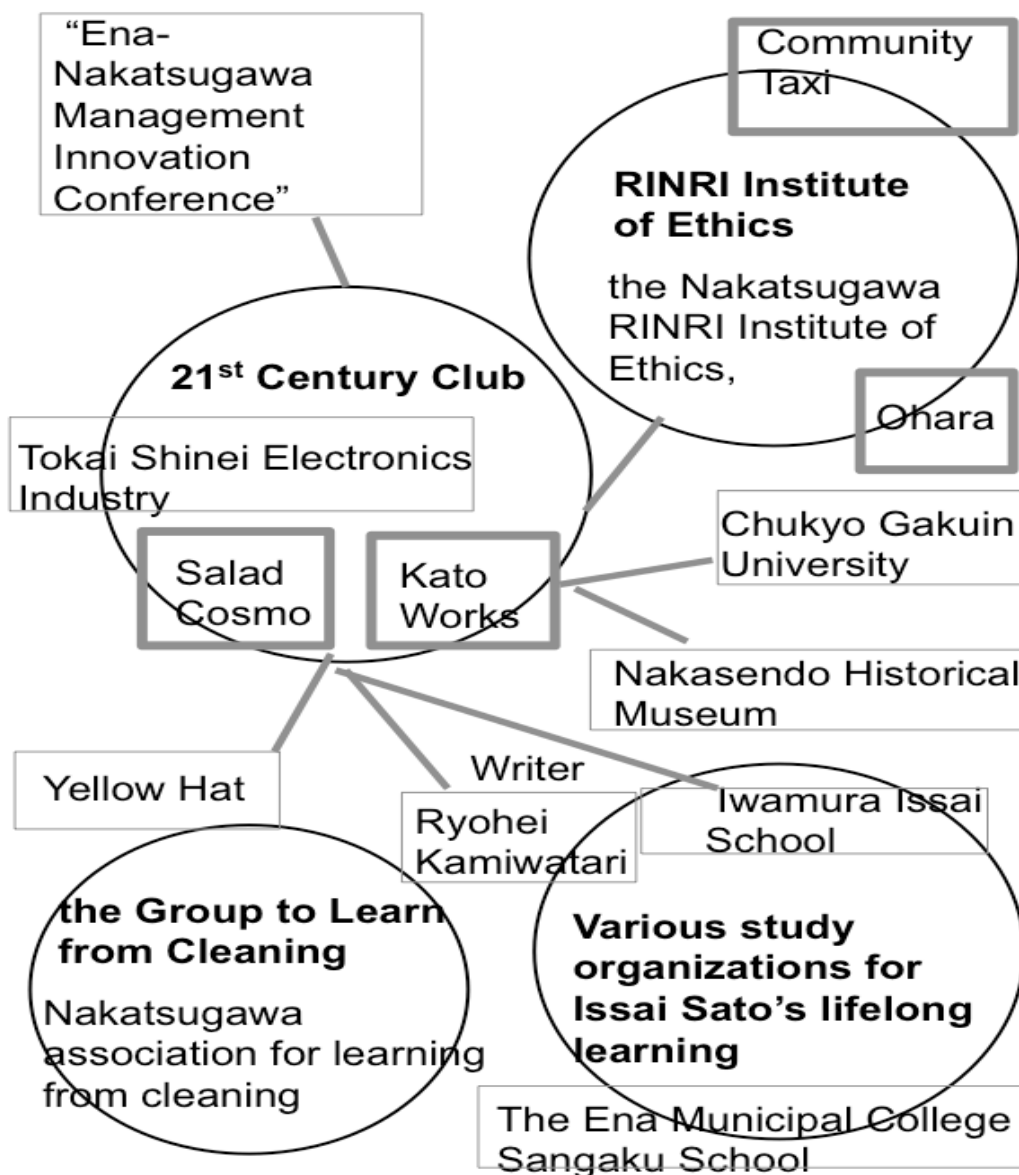 “Ena-
Nakatsugawa
Management
Innovation
Conference”
Community
Taxi
RINRI Institute
of Ethics
the Nakatsugawa
RINRI Institute of
Ethics,
Ohara
21st Century Club
Tokai Shinei Electronics
Industry
Salad
Cosmo
Kato
Works
Chukyo Gakuin
University
Nakasendo Historical
Museum
Yellow Hat
Writer
Ryohei
Kamiwatari
Iwamura Issai
School
the Group to Learn
from Cleaning
Nakatsugawa
association for learning
from cleaning
Various study
organizations for
Issai Sato’s lifelong
learning
The Ena Municipal College
Sangaku School